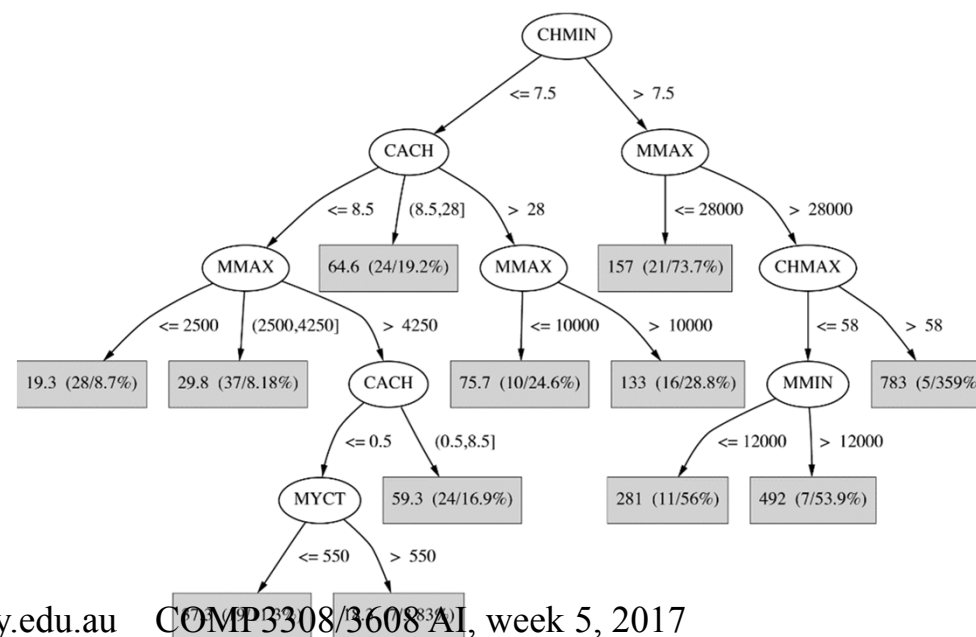 CHMIN
<= 7.5 > 7.5
CACH MMAX
<= 8.5 (8.5,28] > 28 <= 28000 > 28000
MMAX 64.6 (24/19.2%) MMAX 157 (21/73.7%) CHMAX
<= 2500 (2500,4250] > 4250 <= 10000 > 10000 <= 58 > 58
19.3 (28/8.7%) 29.8 (37/8.18%) CACH 75.7 (10/24.6%) 133 (16/28.8%) MMIN 783 (5/359%
<= 0.5 (0.5,8.5] <= 12000 > 12000
MYCT 59.3 (24/16.9%) 281 (11/56%) 492 (7/53.9%)
<= 550 > 550
y.edu.au COMP3308/3608 AI, week 5, 2017